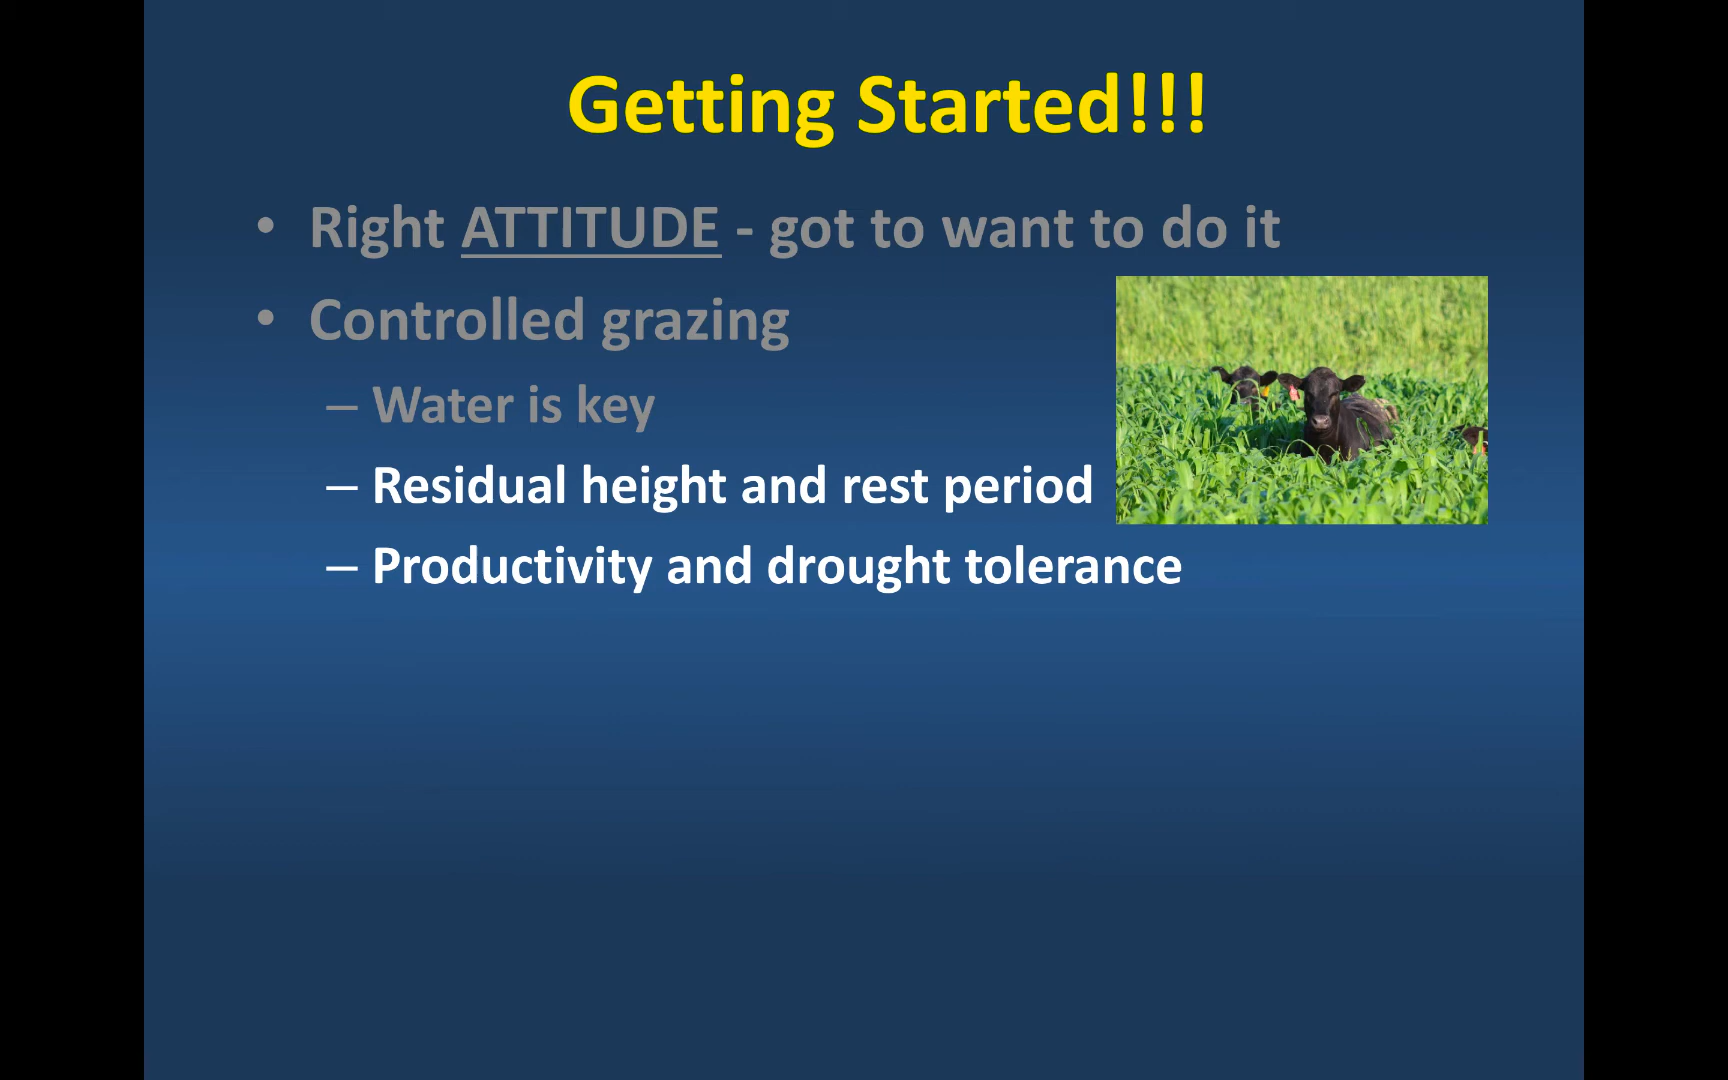 Getting Started!!!
• Right ATTITUDE - got to want to do it
• Controlled grazing
– Water is key
– Residual height and rest period
– Productivity and drought tolerance